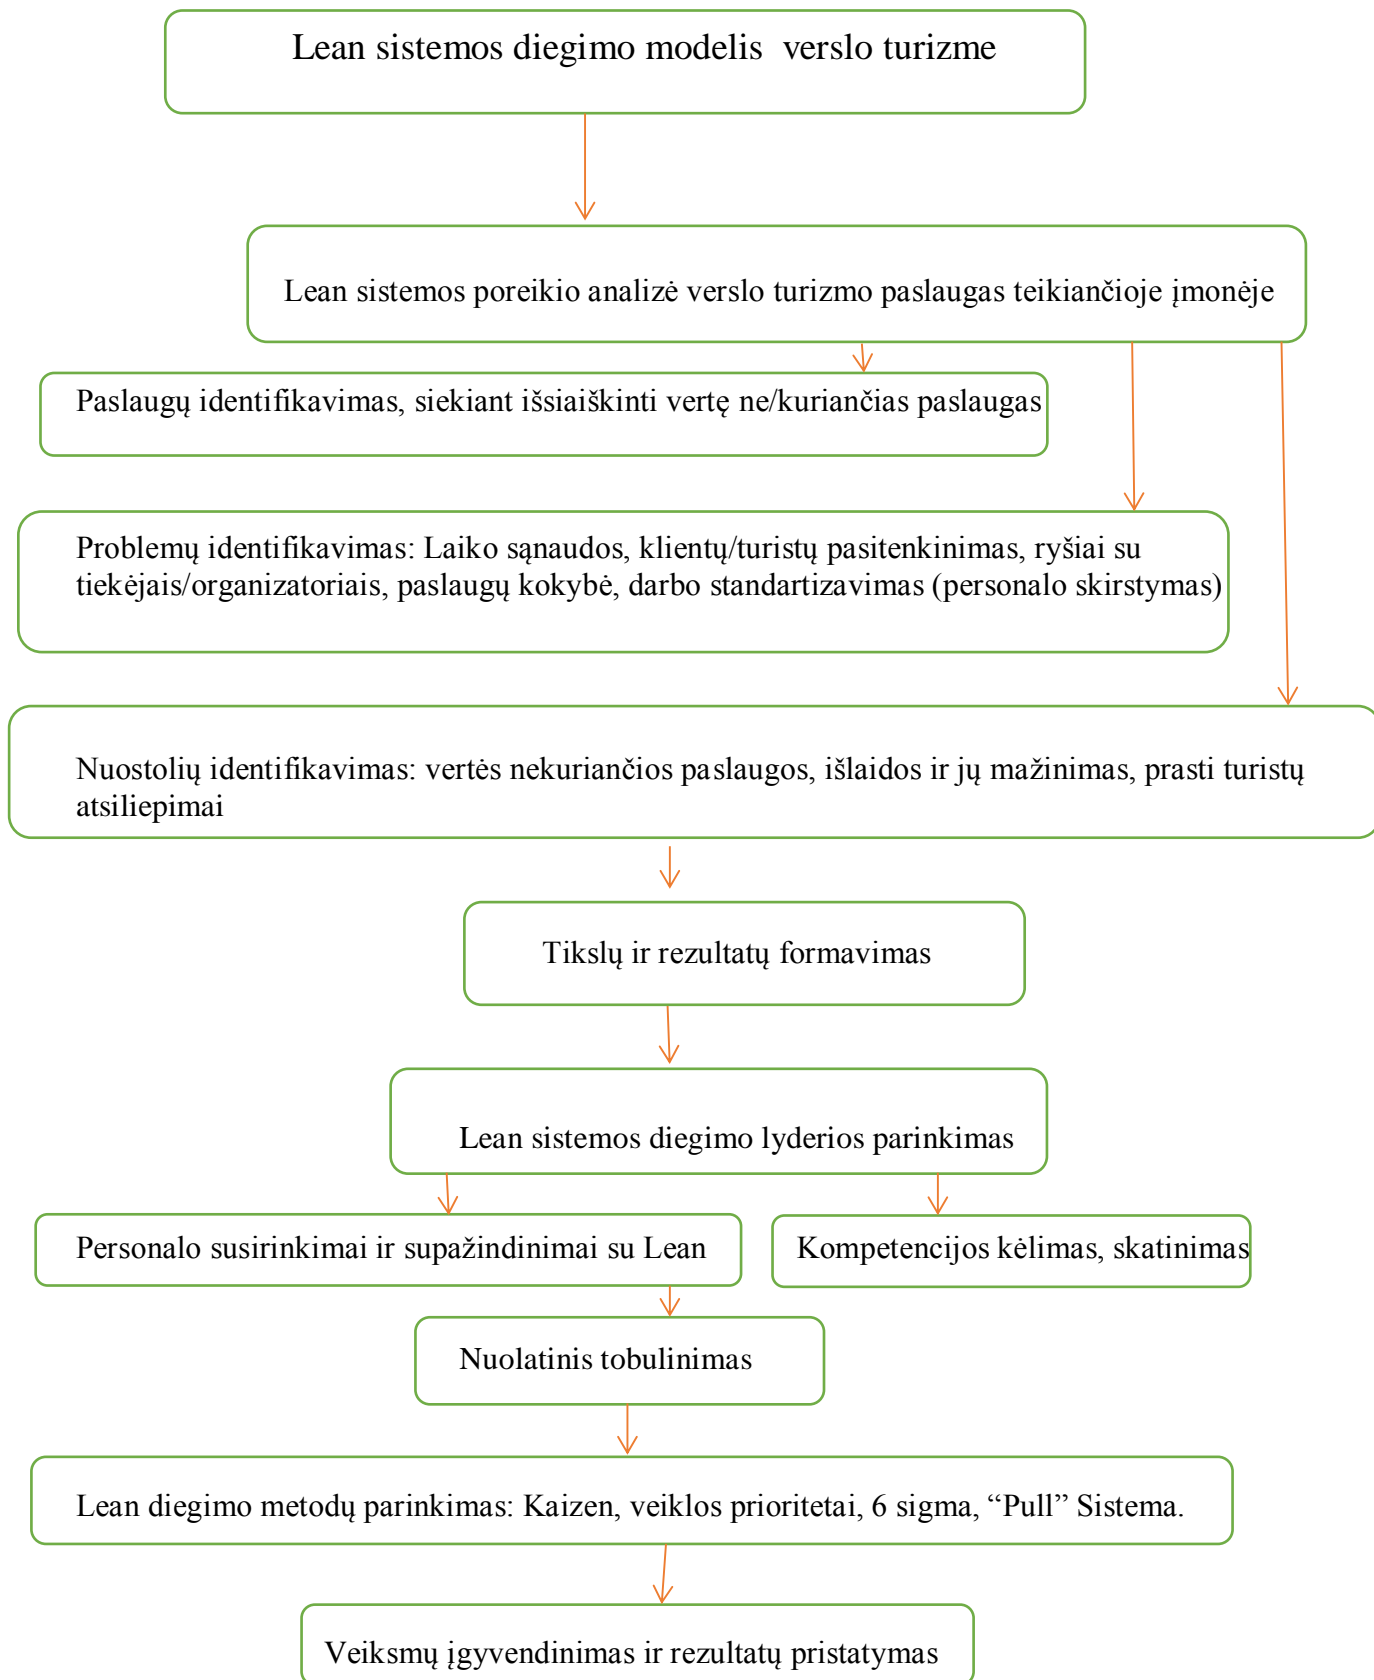 Lean sistemos diegimo modelis verslo turizme
Lean sistemos poreikio analizė verslo turizmo paslaugas teikiančioje įmonėje
Paslaugų identifikavimas, siekiant išsiaiškinti vertę ne/kuriančias paslaugas
Problemų identifikavimas: Laiko sąnaudos, klientų/turistų pasitenkinimas, ryšiai su
tiekėjais/organizatoriais, paslaugų kokybė, darbo standartizavimas (personalo skirstymas)
Nuostolių identifikavimas: vertės nekuriančios paslaugos, išlaidos ir jų mažinimas, prasti turistų
atsiliepimai
Tikslų ir rezultatų formavimas
Lean sistemos diegimo lyderios parinkimas
Personalo susirinkimai ir supažindinimai su Lean
Kompetencijos kėlimas, skatinimas
Nuolatinis tobulinimas
Lean diegimo metodų parinkimas: Kaizen, veiklos prioritetai, 6 sigma, “Pull” Sistema.
Veiksmų įgyvendinimas ir rezultatų pristatymas